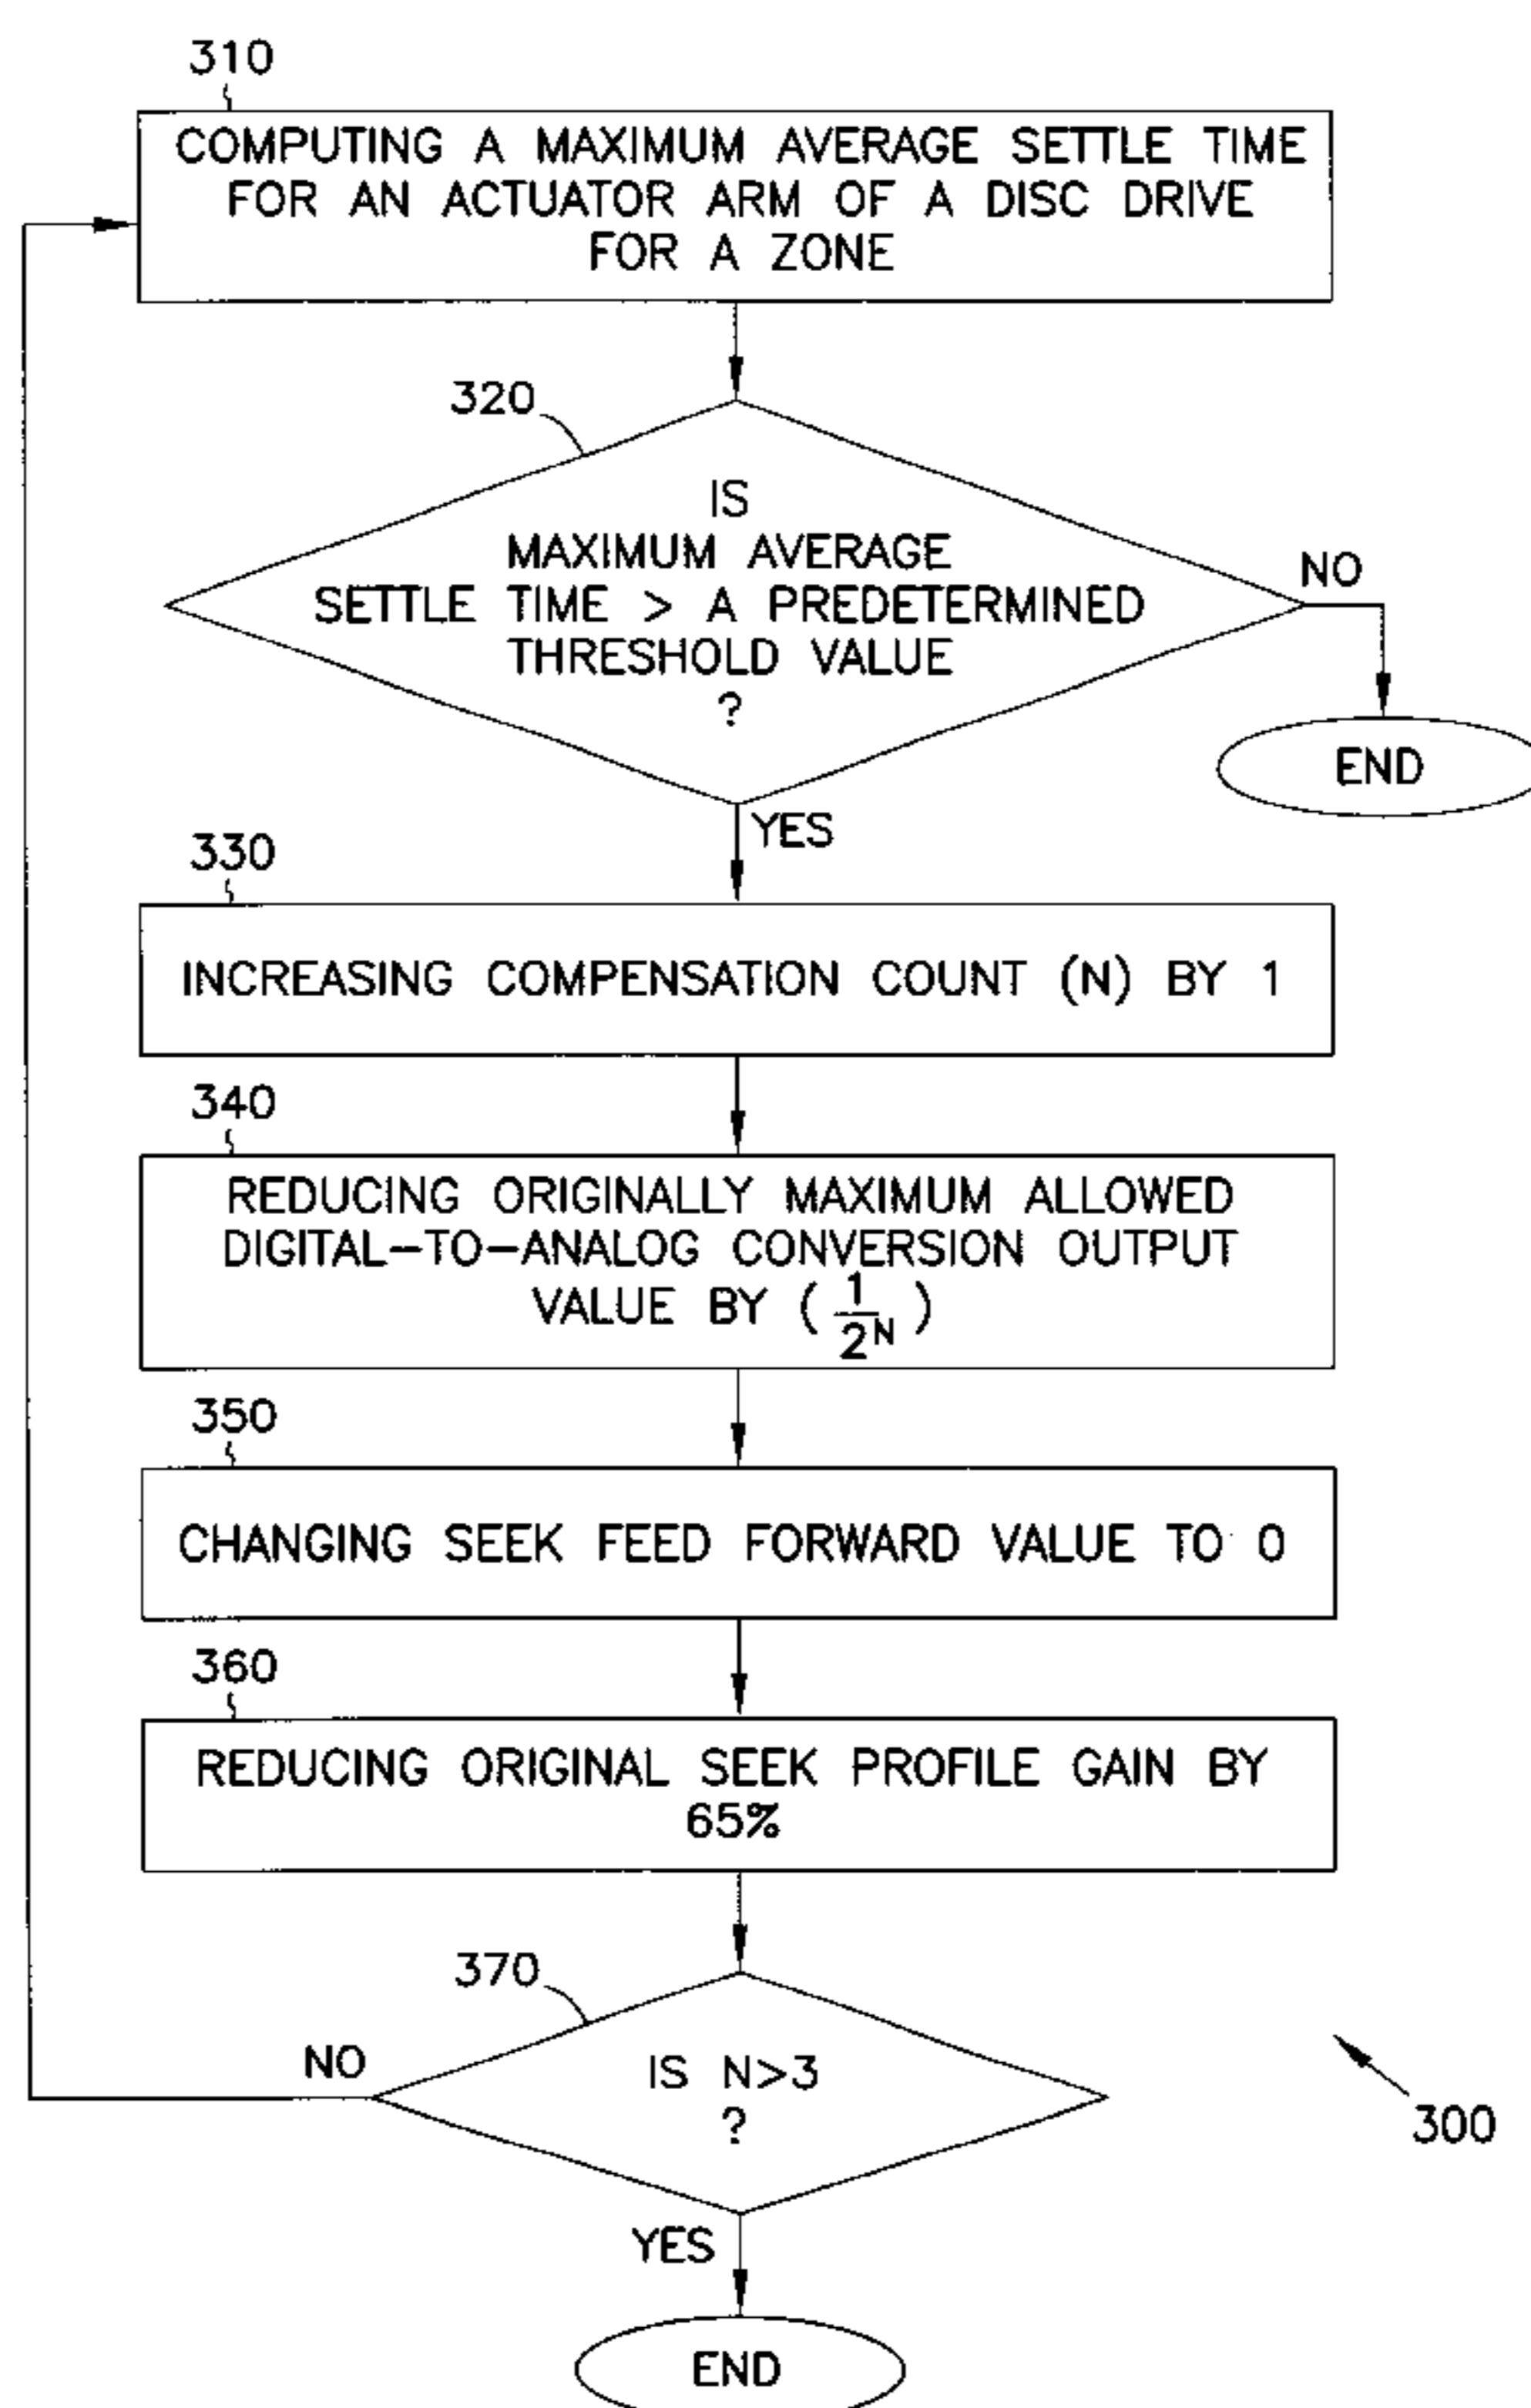 310
COMPUTING A MAXIMUM AVERAGE SETTLE TIME
FOR AN ACTUATOR ARM OF A DISC DRIVE
FOR A ZONE
320
IS
MAXIMUM AVERAGE
SETTLE TIME > A PREDETERMINED
THRESHOLD VALUE
?
NO
END
YES
330
INCREASING COMPENSATION COUNT (N) BY 1
340
REDUCING ORIGINALLY MAXIMUM ALLOWED
DIGITAL-TO-ANALOG CONVERSION OUTPUT
VALUE BY (1/2^N)
350
CHANGING SEEK FEED FORWARD VALUE TO 0
360
REDUCING ORIGINAL SEEK PROFILE GAIN BY
65%
370
NO
IS N>3
?
300
YES
END